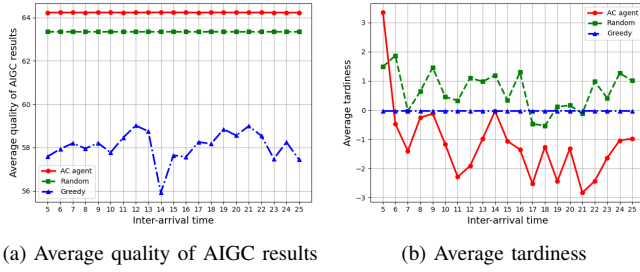 64
62
60
58
56
Average quality of AIGC results
AC agent
Random
Greedy
5 6 7 8 9 10 11 12 13 14 15 16 17 18 19 20 21 22 23 24 25
Inter-arrival time
(a) Average quality of AIGC results
3
2
1
0
−1
−2
−3
Average tardiness
AC agent
Random
Greedy
5 6 7 8 9 10 11 12 13 14 15 16 17 18 19 20 21 22 23 24 25
Inter-arrival time
(b) Average tardiness